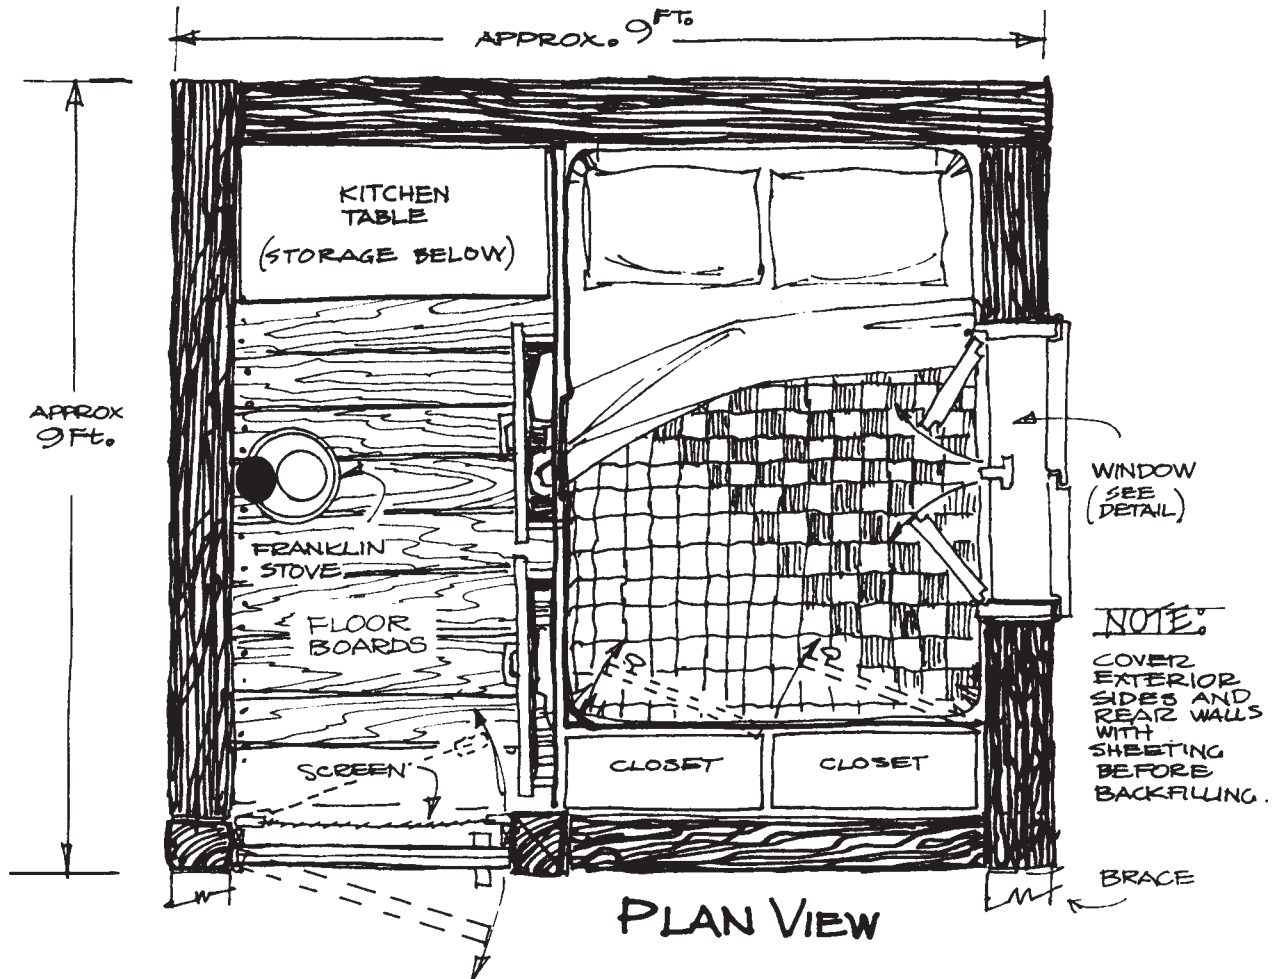 APPROX. 9 FT.
KITCHEN
TABLE
(STORAGE BELOW)
APPROX
9 FT.
WINDOW
(SEE
DETAIL)
FRANKLIN
STOVE
FLOOR
BOARDS
NOTE:
COVER
EXTERIOR
SIDES AND
REAR WALLS
WITH
SHEETING
BEFORE
BACKFILLING.
SCREEN
CLOSET
CLOSET
BRACE
PLAN VIEW